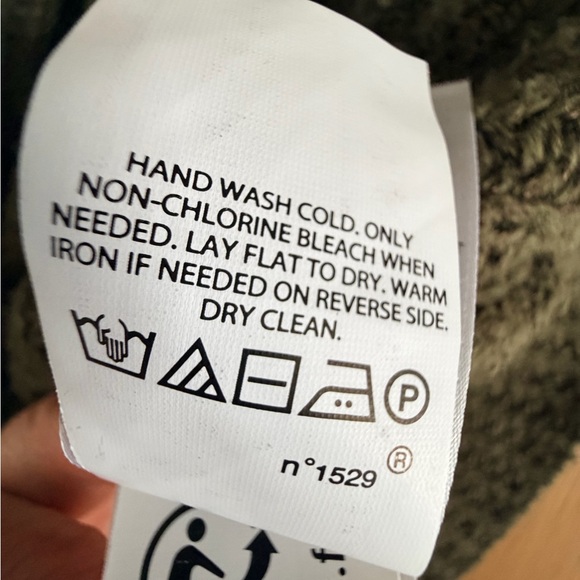 HAND WASH COLD. ONLY
NON-CHLORINE BLEACH WHEN
NEEDED. LAY FLAT TO DRY. WARM
IRON IF NEEDED ON REVERSE SIDE.
DRY CLEAN.
P
n°1529 ®
.f